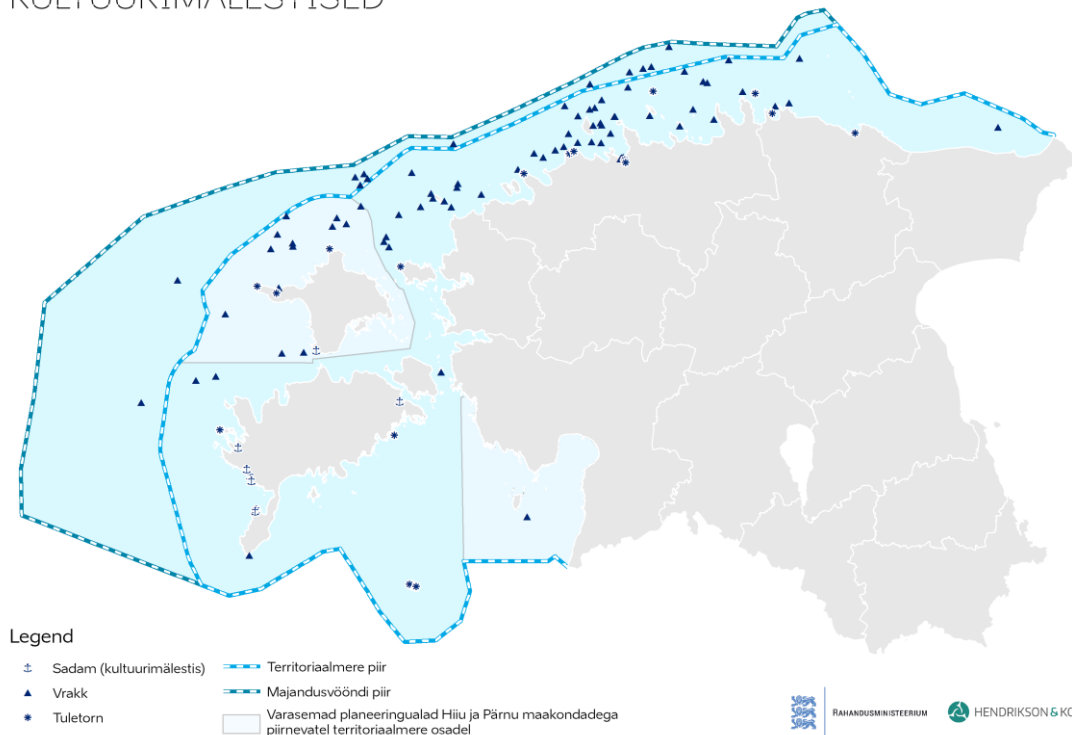 KULTUURIMÄLESTISED
Legend
Sadam (kultuurimälestis)
Vrakk
Tuletorn
Territoriaalmere piir
Majandusvööndi piir
Varasemad planeeringualad Hiiu ja Pärnu maakondadega
piirnevatel territoriaalmere osadel
RAHANDUSMINISTEERIUM
HENDRIKSON & KO